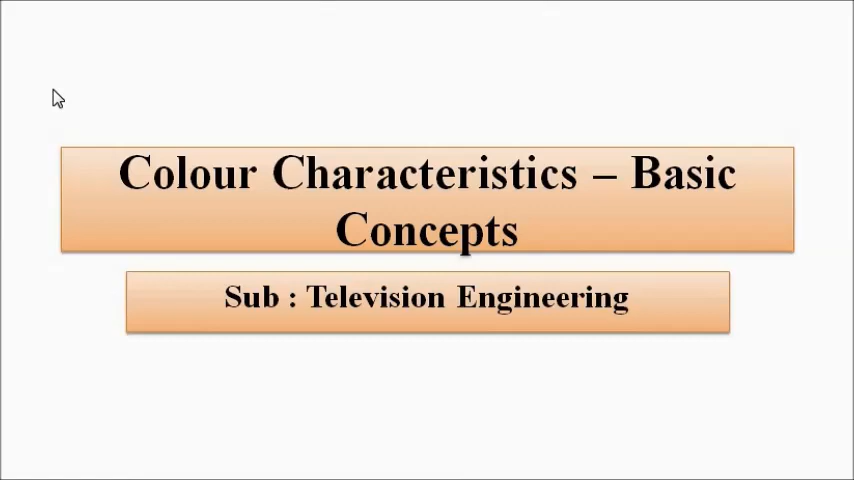 Colour Characteristics – Basic
Concepts
Sub : Television Engineering